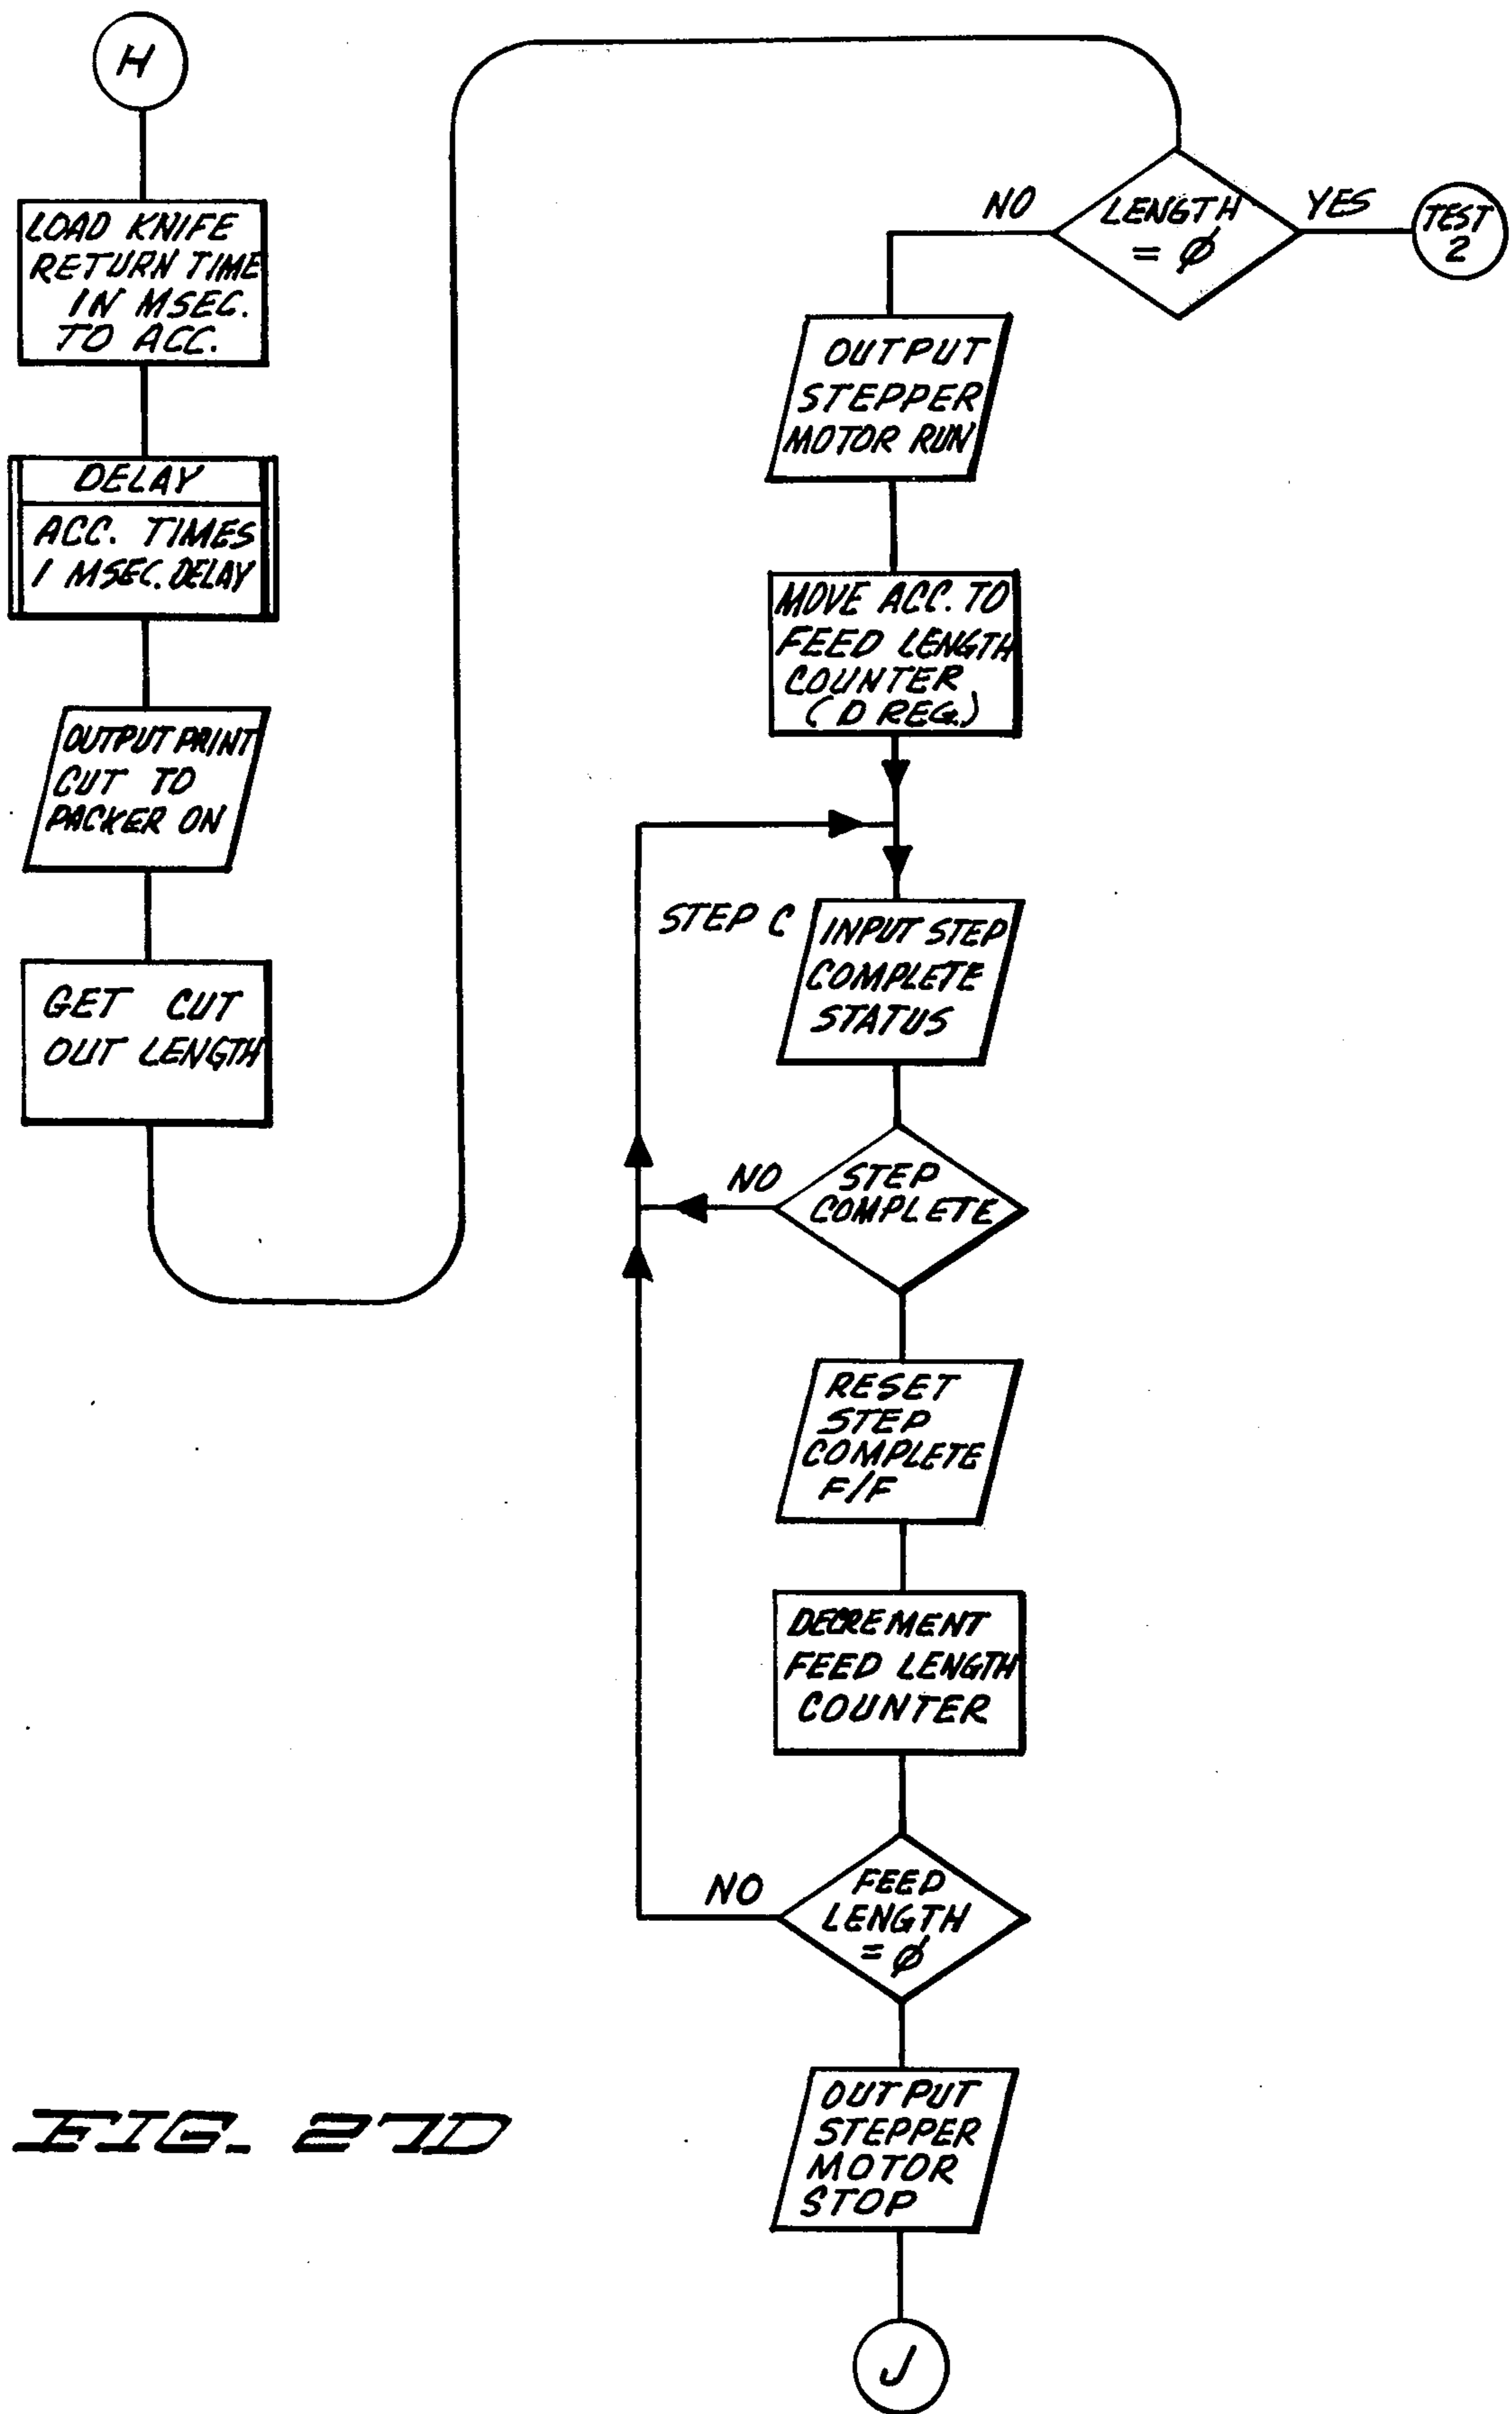 H
LOAD KNIFE
RETURN TIME
IN MSEC.
TO ACC.
DELAY
ACC. TIMES
1 MSEC. DELAY
OUTPUT PRINT
CUT TO
PACKER ON
GET CUT
OUT LENGTH
LENGTH
= ϕ
NO
YES
TEST
2
OUTPUT
STEPPER
MOTOR RUN
MOVE ACC. TO
FEED LENGTH
COUNTER
(D REG.)
STEP C
INPUT STEP
COMPLETE
STATUS
STEP
COMPLETE
NO
RESET
STEP
COMPLETE
F/F
DECREMENT
FEED LENGTH
COUNTER
FEED
LENGTH
= ϕ
NO
OUTPUT
STEPPER
MOTOR
STOP
J
FIG. 27D